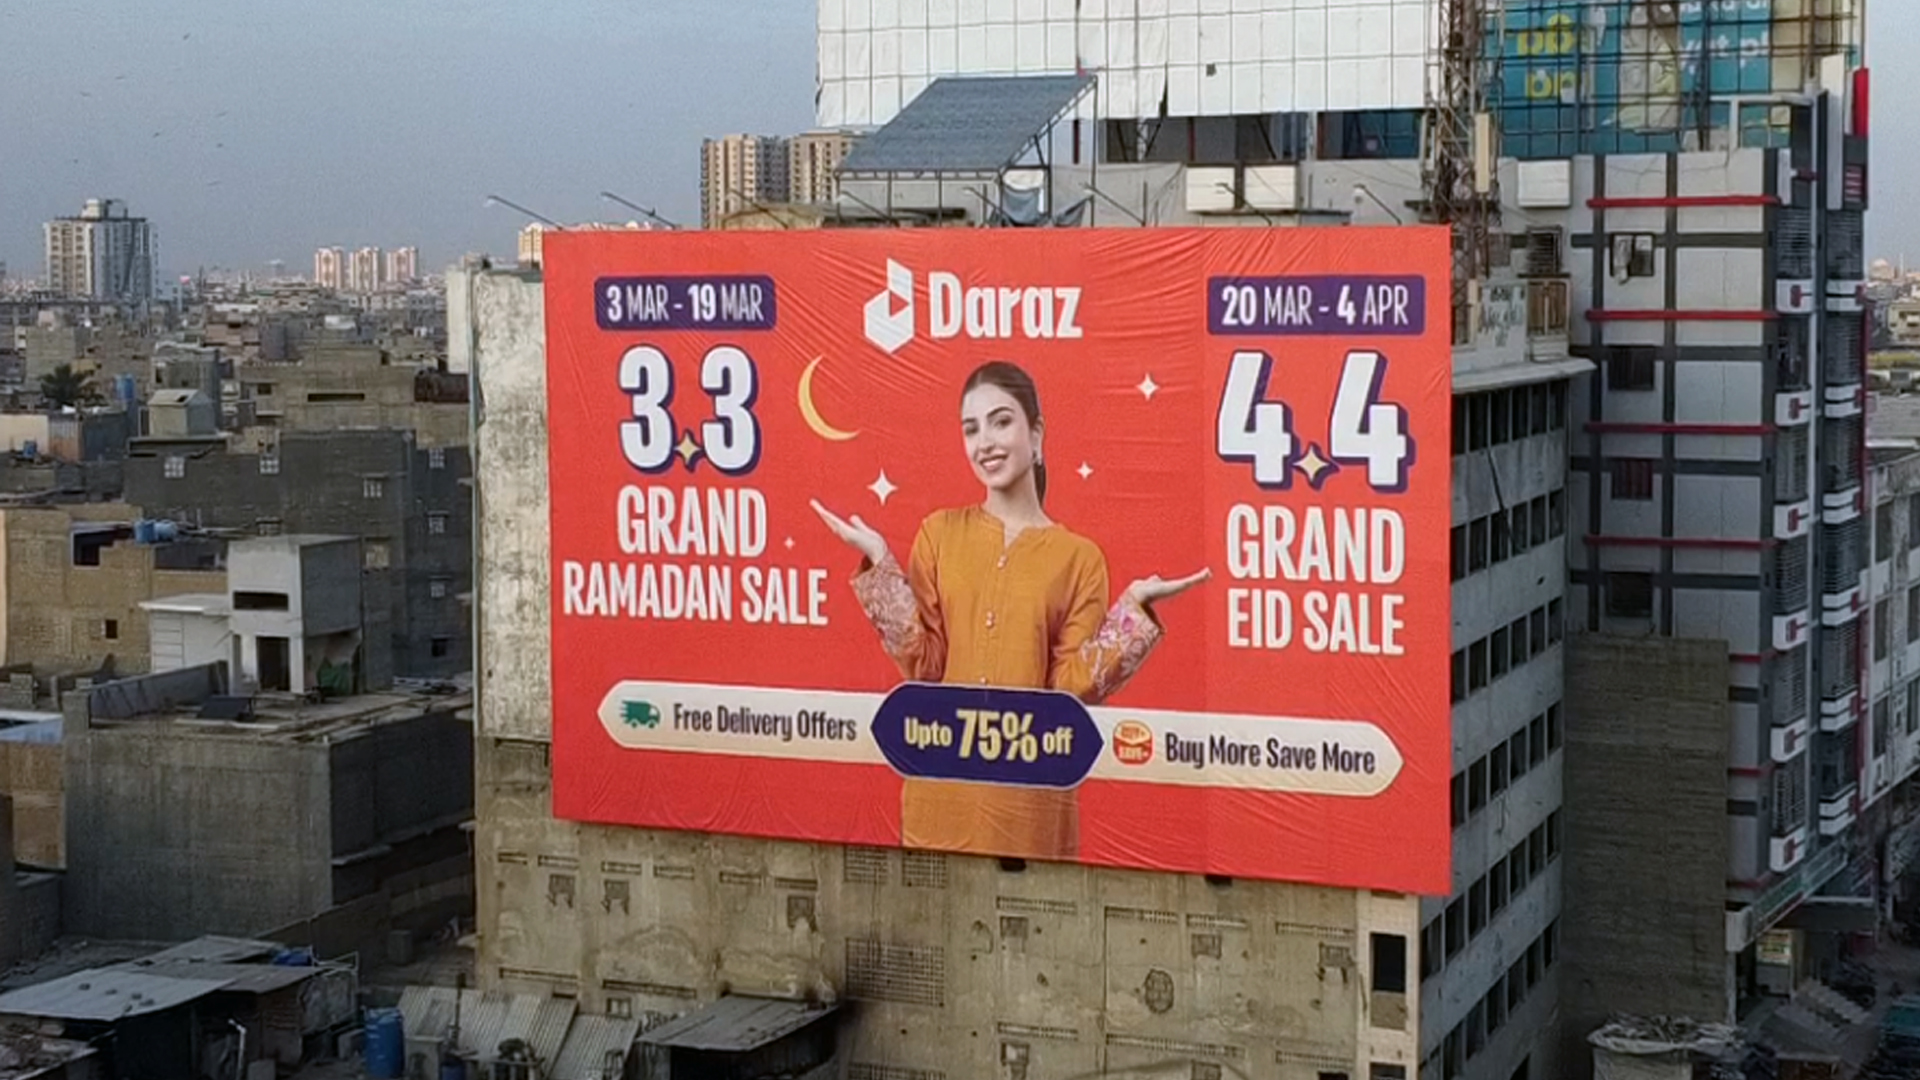 Daraz
3 MAR - 19 MAR
3.3
GRAND
RAMADAN SALE
20 MAR - 4 APR
4.4
GRAND
EID SALE
Free Delivery Offers
Upto 75% off
Buy More Save More